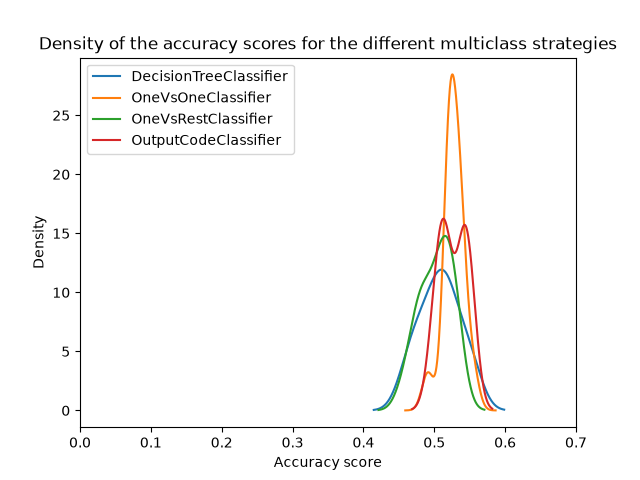 Density of the accuracy scores for the different multiclass strategies
DecisionTreeClassifier
OneVsOneClassifier
OneVsRestClassifier
OutputCodeClassifier
Density
25
20
15
10
5
0
0.0 0.1 0.2 0.3 0.4 0.5 0.6 0.7
Accuracy score